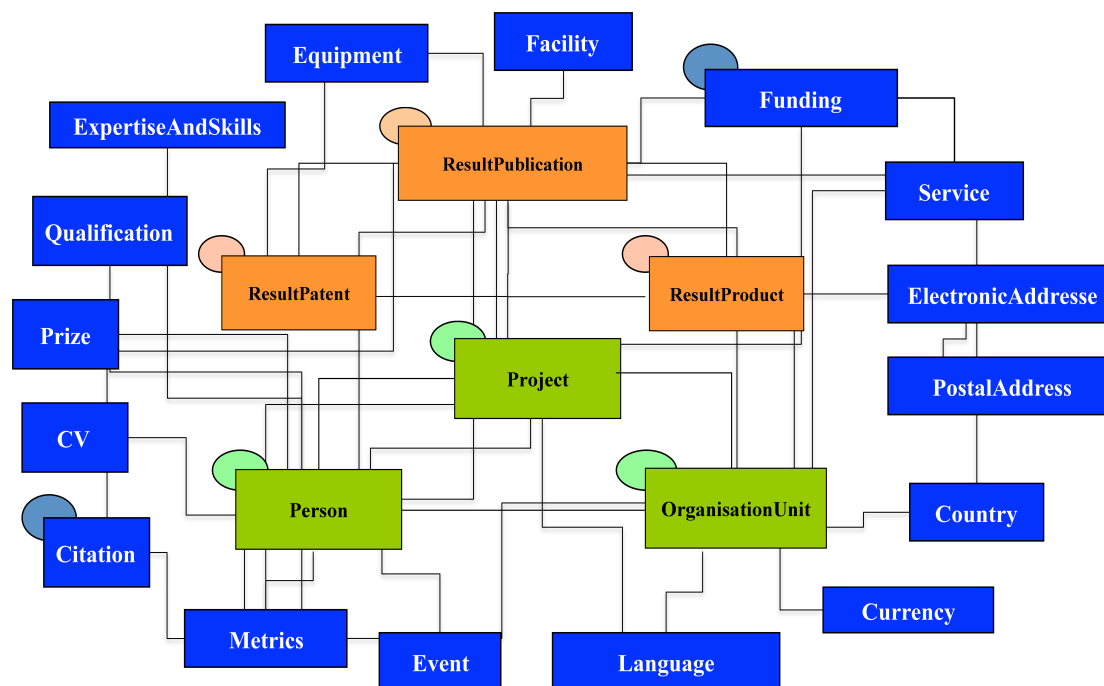 Facility
Equipment
Funding
ExpertiseAndSkills
ResultPublication
Service
Qualification
ResultPatent
ResultProduct
ElectronicAddresse
Prize
Project
PostalAddress
CV
Person
OrganisationUnit
Country
Citation
Currency
Metrics
Event
Language